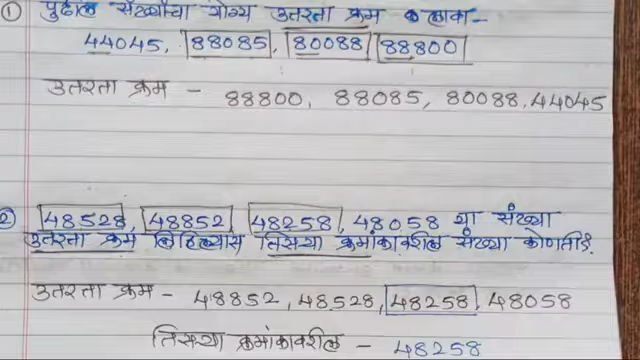 ① पुढील संख्यांचा योग्य उतरता क्रम लावा-
44045, 88085, 80088, 88800
उतरता क्रम - 88800, 88085, 80088, 44045
② 48528, 48852, 48258, 48058 या संख्या
उतरता क्रम लिहिल्यास तिसऱ्या क्रमांकावरील संख्या कोणती?
उतरता क्रम - 48852, 48528, 48258, 48058
तिसऱ्या क्रमांकावरील - 48258